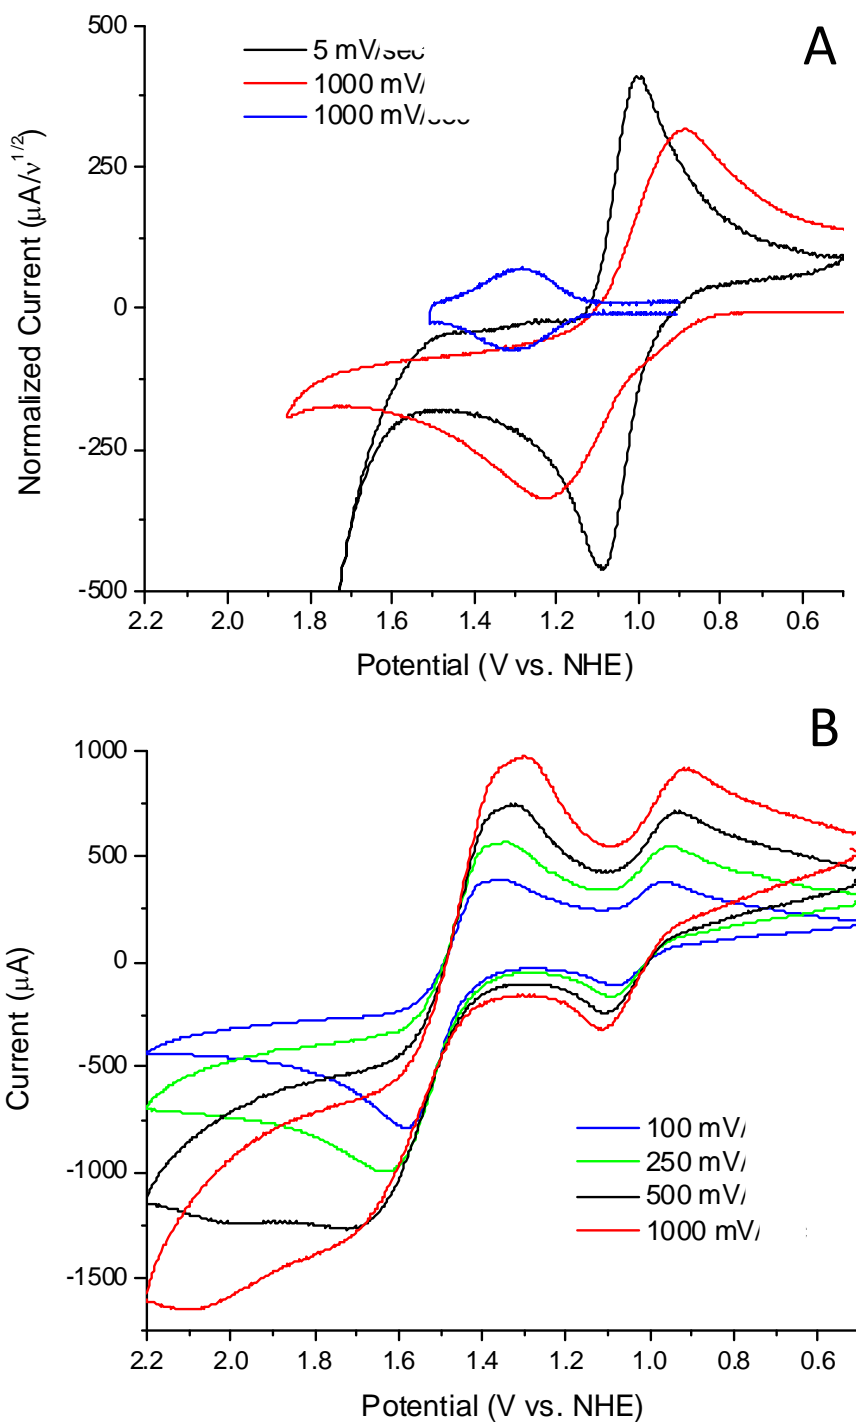 A
5 mV/sec
1000 mV/
1000 mV/sec
500
250
0
-250
-500
Normalized Current (μA/ν^1/2)
2.2 2.0 1.8 1.6 1.4 1.2 1.0 0.8 0.6
Potential (V vs. NHE)
B
1000
500
0
-500
-1000
-1500
Current (μA)
100 mV/
250 mV/
500 mV/
1000 mV/
2.2 2.0 1.8 1.6 1.4 1.2 1.0 0.8 0.6
Potential (V vs. NHE)